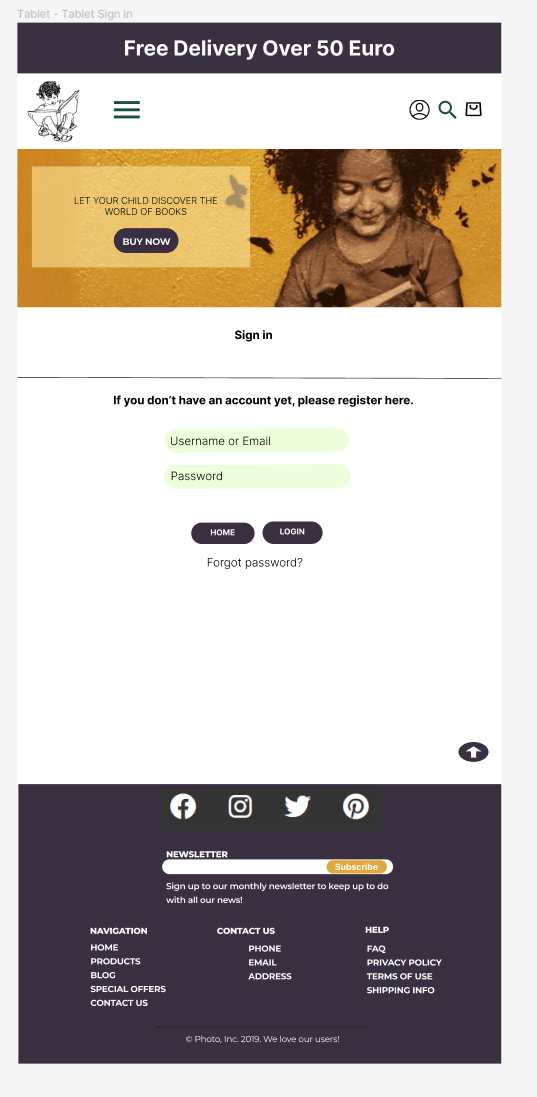 Tablet - Tablet Sign in
Free Delivery Over 50 Euro
LET YOUR CHILD DISCOVER THE
WORLD OF BOOKS
BUY NOW
Sign in
If you don’t have an account yet, please register here.
Username or Email
Password
HOME
LOGIN
Forgot password?
NEWSLETTER
Subscribe
Sign up to our monthly newsletter to keep up to do
with all our news!
NAVIGATION
HOME
PRODUCTS
BLOG
SPECIAL OFFERS
CONTACT US
CONTACT US
PHONE
EMAIL
ADDRESS
HELP
FAQ
PRIVACY POLICY
TERMS OF USE
SHIPPING INFO
© Photo, Inc. 2019. We love our users!